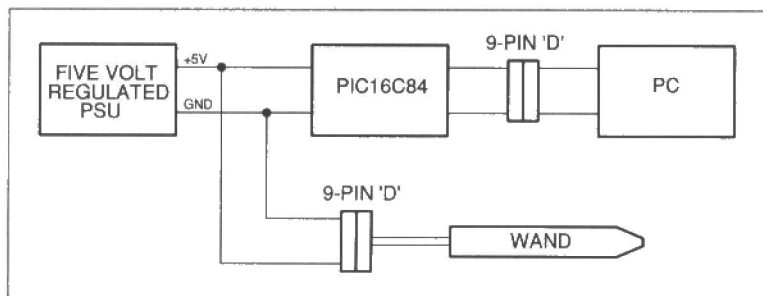 9-PIN 'D'
+5V
FIVE VOLT
REGULATED
PSU
GND
PIC16C84
PC
9-PIN 'D'
WAND